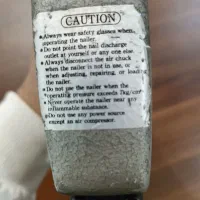 CAUTION
●Always wear safety glasses when
operating the nailer.
●Do not point the nail discharge
outlet at yourself or any one else.
●Always disconnect the air chuck
when the nailer is not in use, or
when adjusting, repairing, or loading
the nailer.
●Do not use the nailer when the
operating pressure exceeds 7kg/cm²
●Never operate the nailer near any
inflammable substance.
●Do not use any power source
except an air compressor.